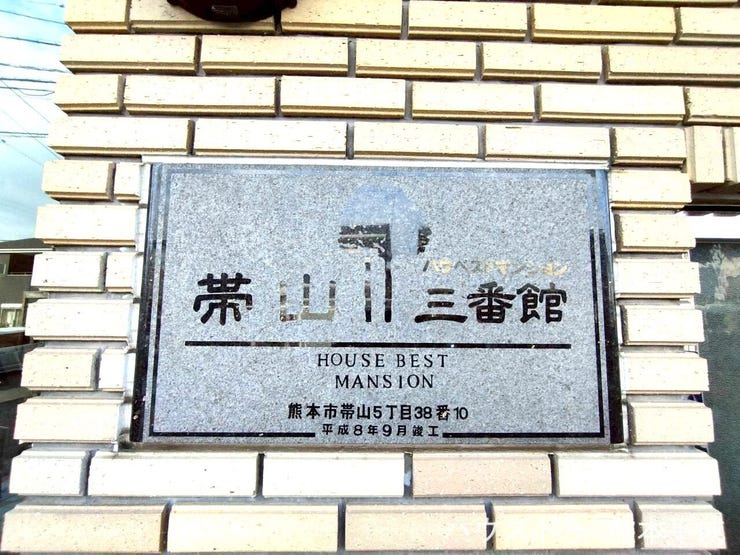 ハウスベストマンション
帯山 三番館
HOUSE BEST
MANSION
熊本市帯山5丁目38番10
平成8年9月竣工